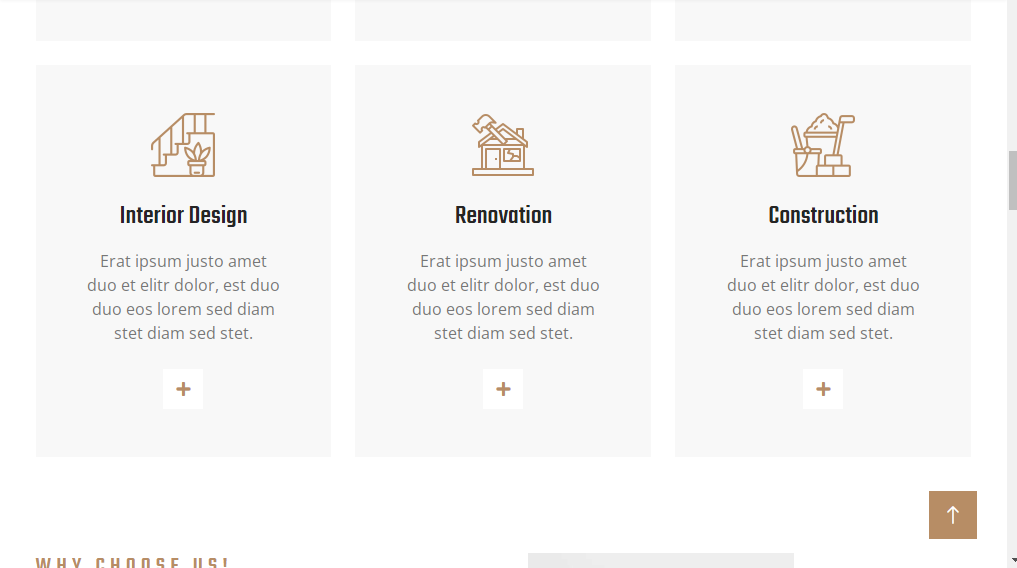 Interior Design
Erat ipsum justo amet
duo et elitr dolor, est duo
duo eos lorem sed diam
stet diam sed stet.
Renovation
Erat ipsum justo amet
duo et elitr dolor, est duo
duo eos lorem sed diam
stet diam sed stet.
Construction
Erat ipsum justo amet
duo et elitr dolor, est duo
duo eos lorem sed diam
stet diam sed stet.
WHY CHOOSE US!